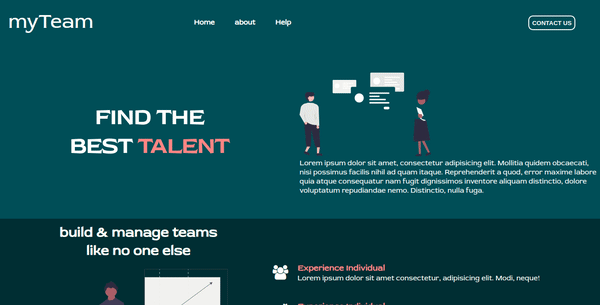 myTeam
Home about Help
CONTACT US
FIND THE
BEST TALENT
Lorem ipsum dolor sit amet, consectetur adipisicing elit. Mollitia quidem obcaecati,
nisi possimus facilis nihil ad quam itaque. Reprehenderit a quod, error maxime labore
quia atque consequatur nam fugit dignissimos inventore aliquam distinctio, dolore
voluptatum repudiandae nemo. Distinctio, nulla fuga.
build & manage teams
like no one else
Experience Individual
Lorem ipsum dolor sit amet consectetur, adipisicing elit. Modi, neque!